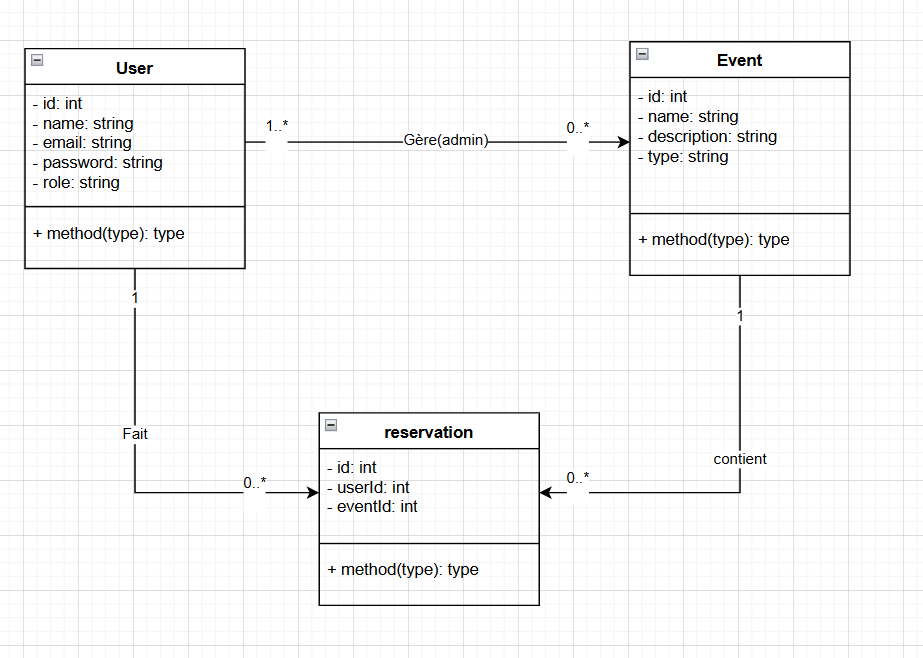 User
- id: int
- name: string
- email: string
- password: string
- role: string
+ method(type): type
1..*
Gère(admin)
0..*
Event
- id: int
- name: string
- description: string
- type: string
+ method(type): type
1
1
Fait
contient
0..*
0..*
reservation
- id: int
- userId: int
- eventId: int
+ method(type): type